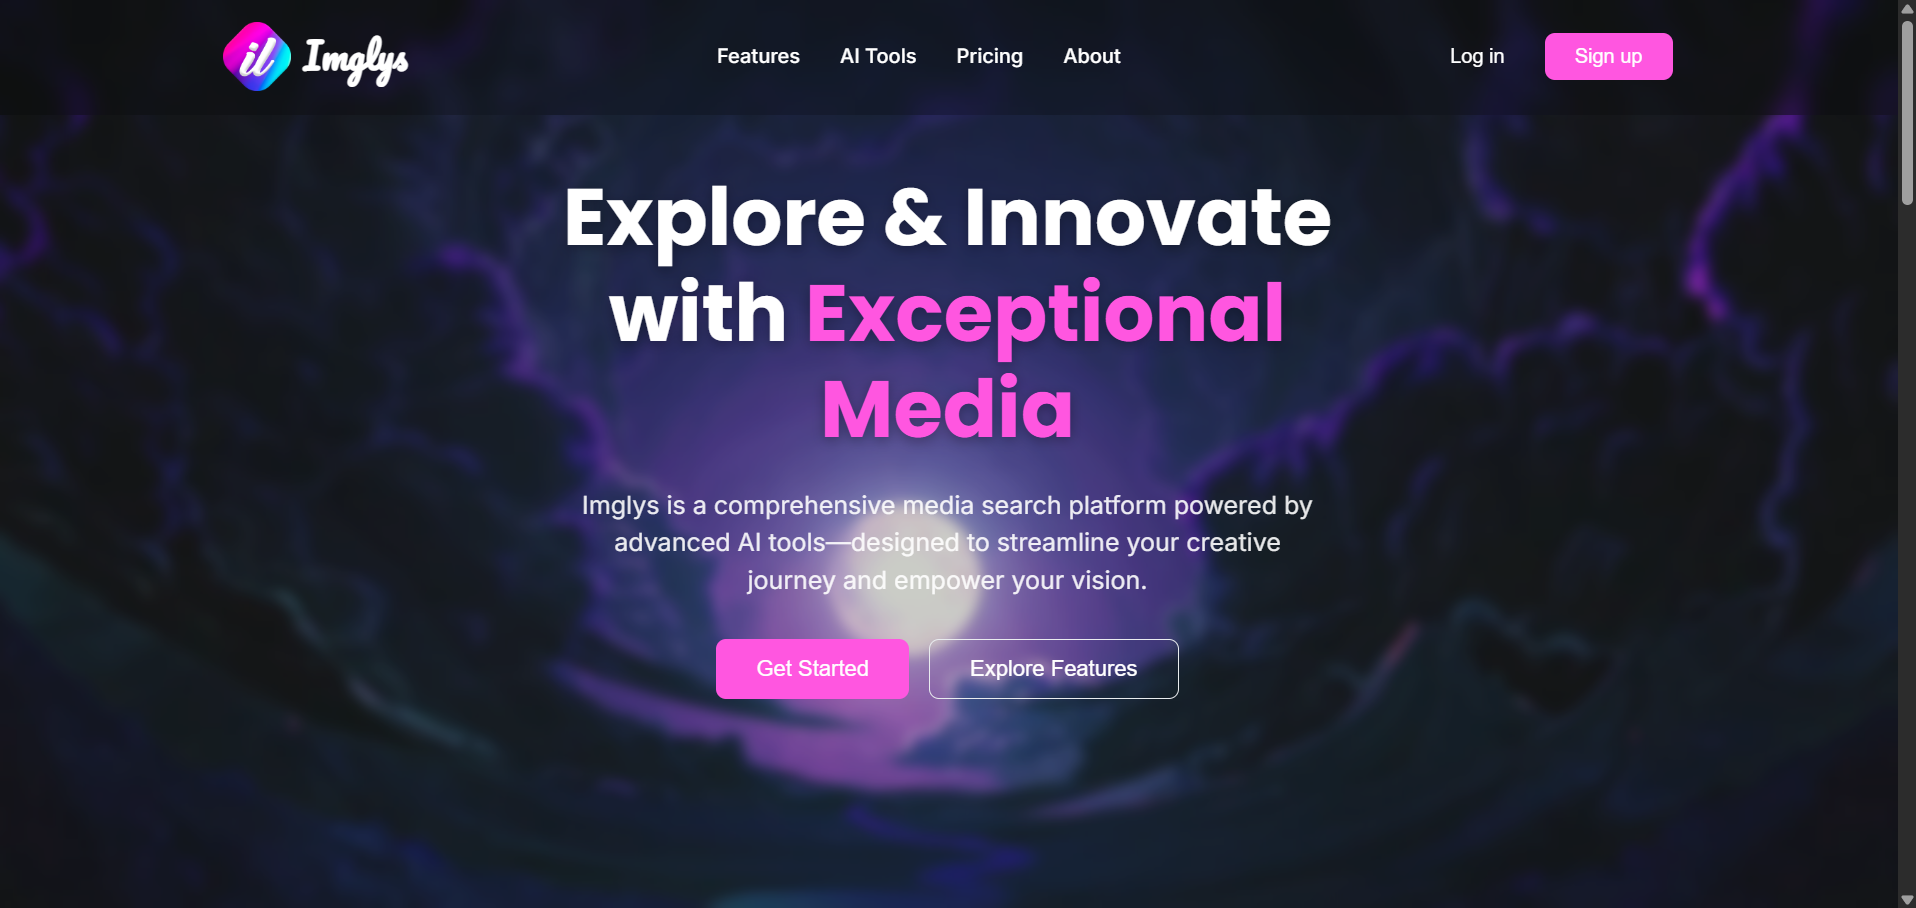 il Imglys
Features AI Tools Pricing About
Log in Sign up
Explore & Innovate
with Exceptional
Media
Imglys is a comprehensive media search platform powered by
advanced AI tools—designed to streamline your creative
journey and empower your vision.
Get Started Explore Features